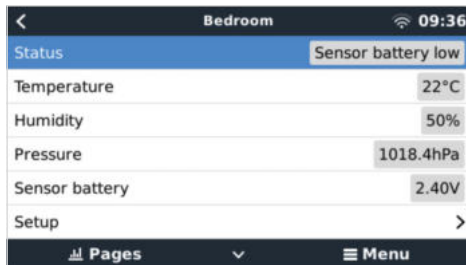 Bedroom 09:36
Status Sensor battery low
Temperature 22°C
Humidity 50%
Pressure 1018.4hPa
Sensor battery 2.40V
Setup
Pages Menu